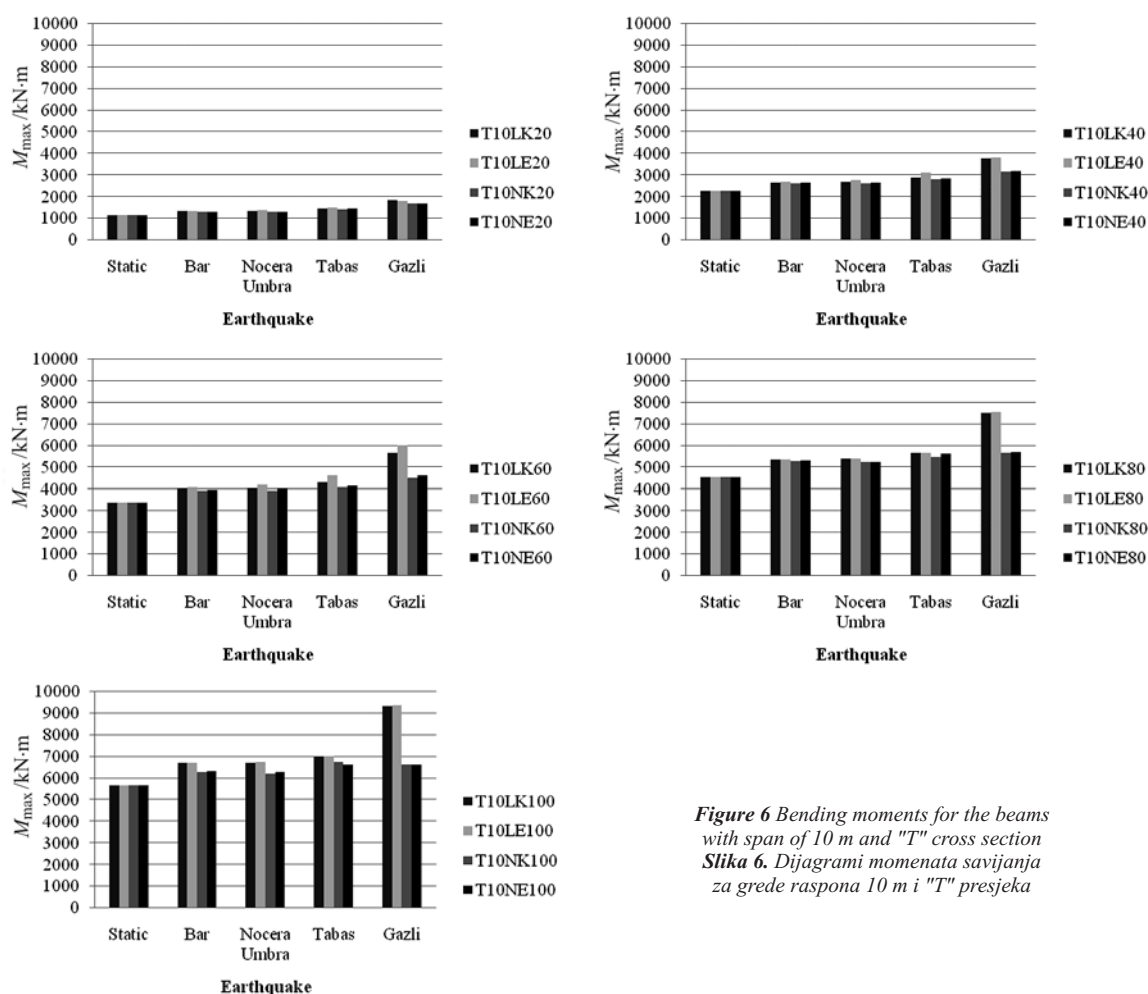 10000
9000
8000
7000
6000
5000
4000
3000
2000
1000
0
M_max /kN·m
Static Bar Nocera Umbra Tabas Gazli
Earthquake
T10LK20
T10LE20
T10NK20
T10NE20
10000
9000
8000
7000
6000
5000
4000
3000
2000
1000
0
M_max /kN·m
Static Bar Nocera Umbra Tabas Gazli
Earthquake
T10LK40
T10LE40
T10NK40
T10NE40
10000
9000
8000
7000
6000
5000
4000
3000
2000
1000
0
M_max /kN·m
Static Bar Nocera Umbra Tabas Gazli
Earthquake
T10LK60
T10LE60
T10NK60
T10NE60
10000
9000
8000
7000
6000
5000
4000
3000
2000
1000
0
M_max /kN·m
Static Bar Nocera Umbra Tabas Gazli
Earthquake
T10LK80
T10LE80
T10NK80
T10NE80
10000
9000
8000
7000
6000
5000
4000
3000
2000
1000
0
M_max /kN·m
Static Bar Nocera Umbra Tabas Gazli
Earthquake
T10LK100
T10LE100
T10NK100
T10NE100
Figure 6 Bending moments for the beams
with span of 10 m and "T" cross section
Slika 6. Dijagrami momenata savijanja
za grede raspona 10 m i "T" presjeka